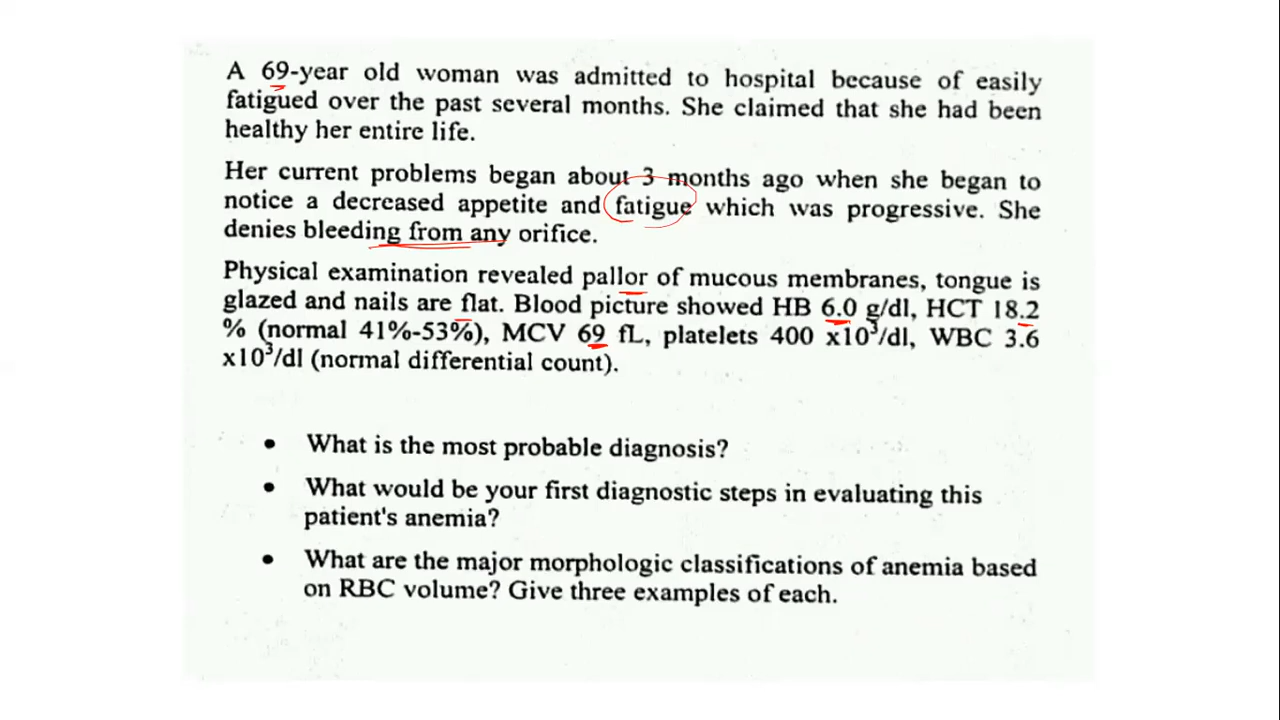 A 69-year old woman was admitted to hospital because of easily
fatigued over the past several months. She claimed that she had been
healthy her entire life.
Her current problems began about 3 months ago when she began to
notice a decreased appetite and fatigue which was progressive. She
denies bleeding from any orifice.
Physical examination revealed pallor of mucous membranes, tongue is
glazed and nails are flat. Blood picture showed HB 6.0 g/dl, HCT 18.2
% (normal 41%-53%), MCV 69 fL, platelets 400 x10³/dl, WBC 3.6
x10³/dl (normal differential count).
• What is the most probable diagnosis?
• What would be your first diagnostic steps in evaluating this
patient's anemia?
• What are the major morphologic classifications of anemia based
on RBC volume? Give three examples of each.